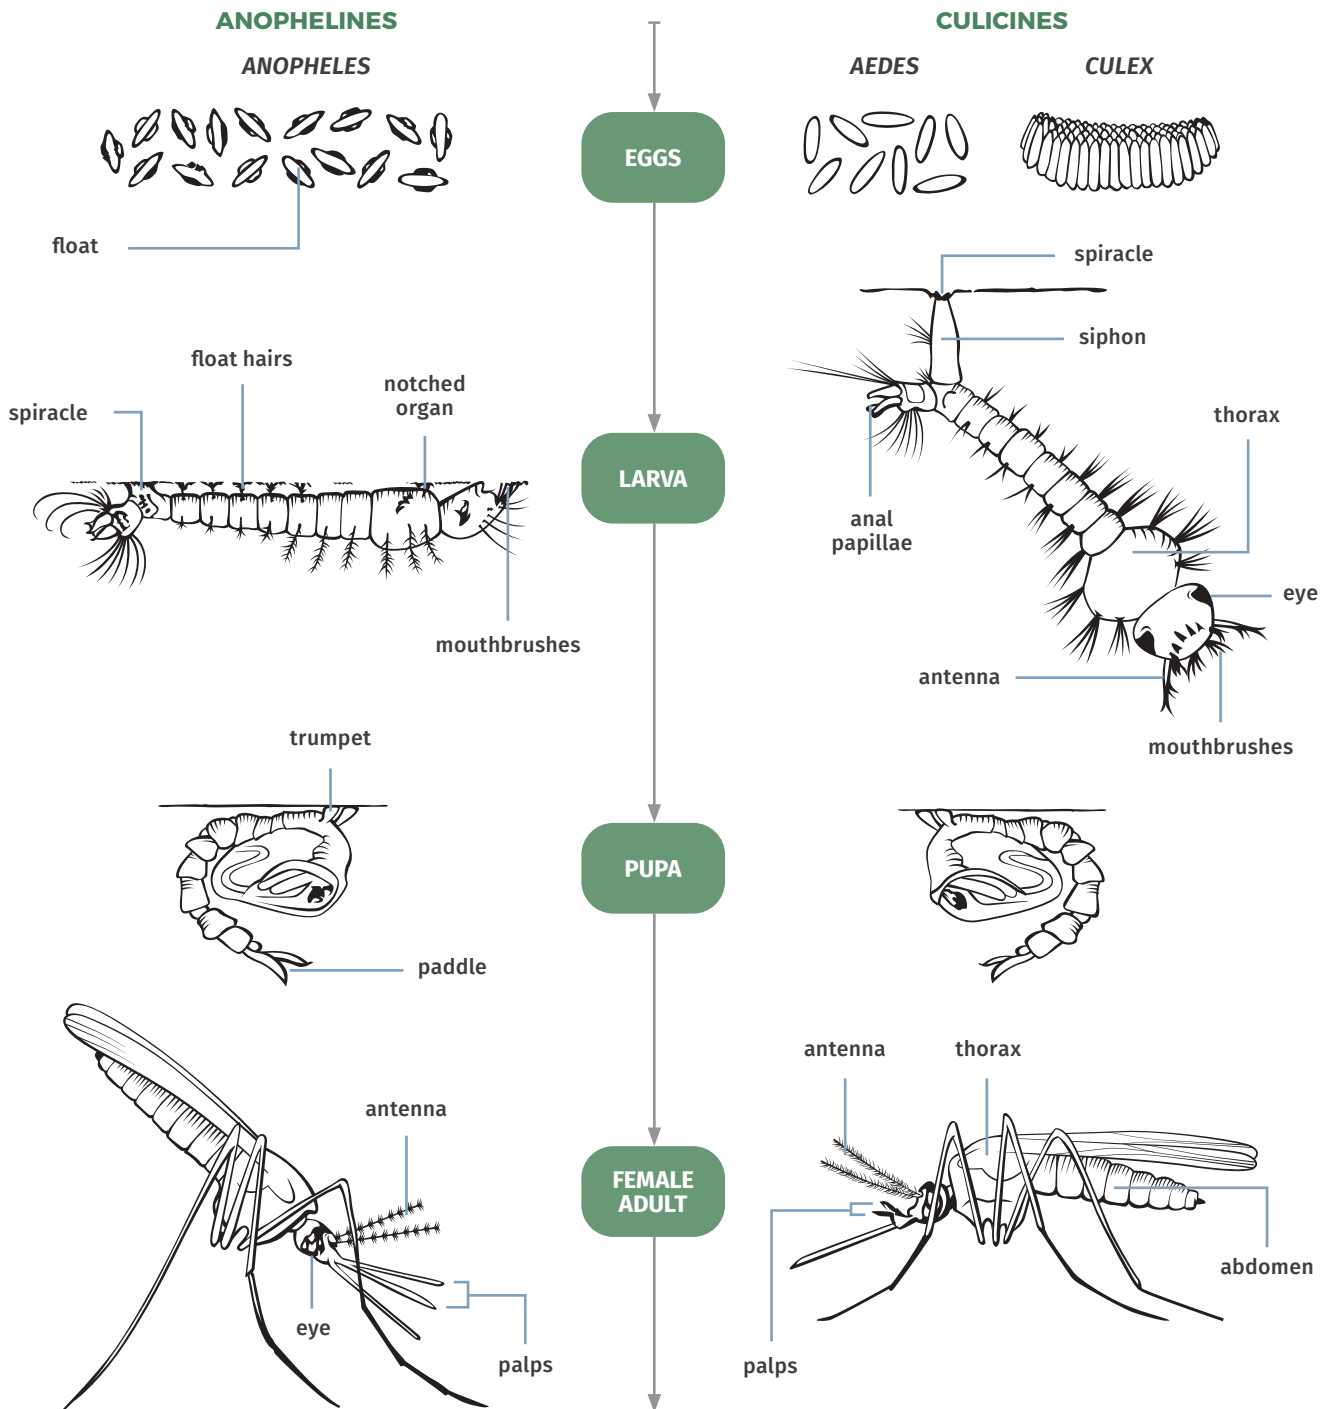 ANOPHELINES
CULICINES
ANOPHELES
AEDES
CULEX
EGGS
float
spiracle
siphon
float hairs
notched
organ
spiracle
thorax
LARVA
anal
papillae
eye
mouthbrushes
antenna
mouthbrushes
trumpet
PUPA
paddle
antenna
thorax
antenna
FEMALE
ADULT
palps
abdomen
eye
palps
palps